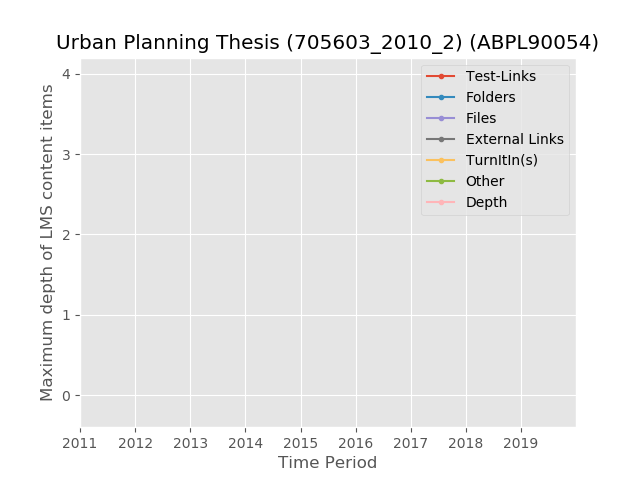 Urban Planning Thesis (705603_2010_2) (ABPL90054)
Maximum depth of LMS content items
4
3
2
1
0
Test-Links
Folders
Files
External Links
TurnItIn(s)
Other
Depth
2011 2012 2013 2014 2015 2016 2017 2018 2019
Time Period